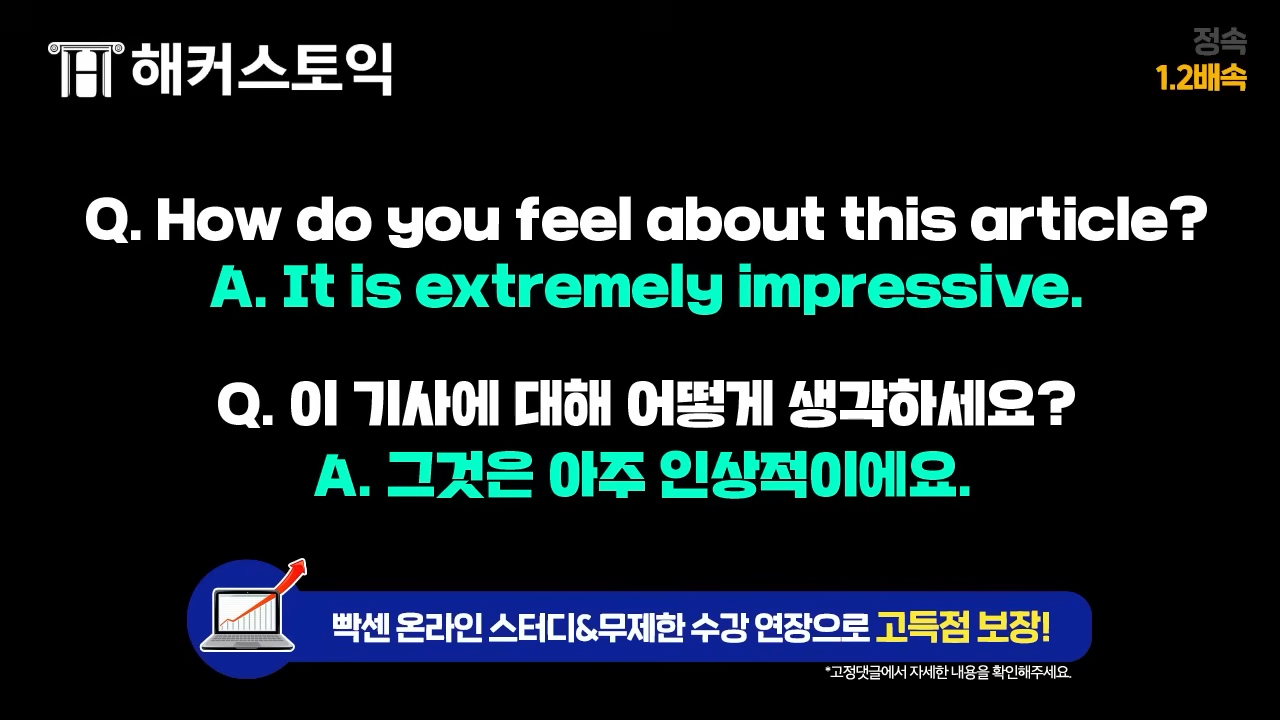 해커스토익
정속
1.2배속
Q. How do you feel about this article?
A. It is extremely impressive.
Q. 이 기사에 대해 어떻게 생각하세요?
A. 그것은 아주 인상적이에요.
빡센 온라인 스터디&무제한 수강 연장으로 고득점 보장!
*고정댓글에서 자세한 내용을 확인해주세요.